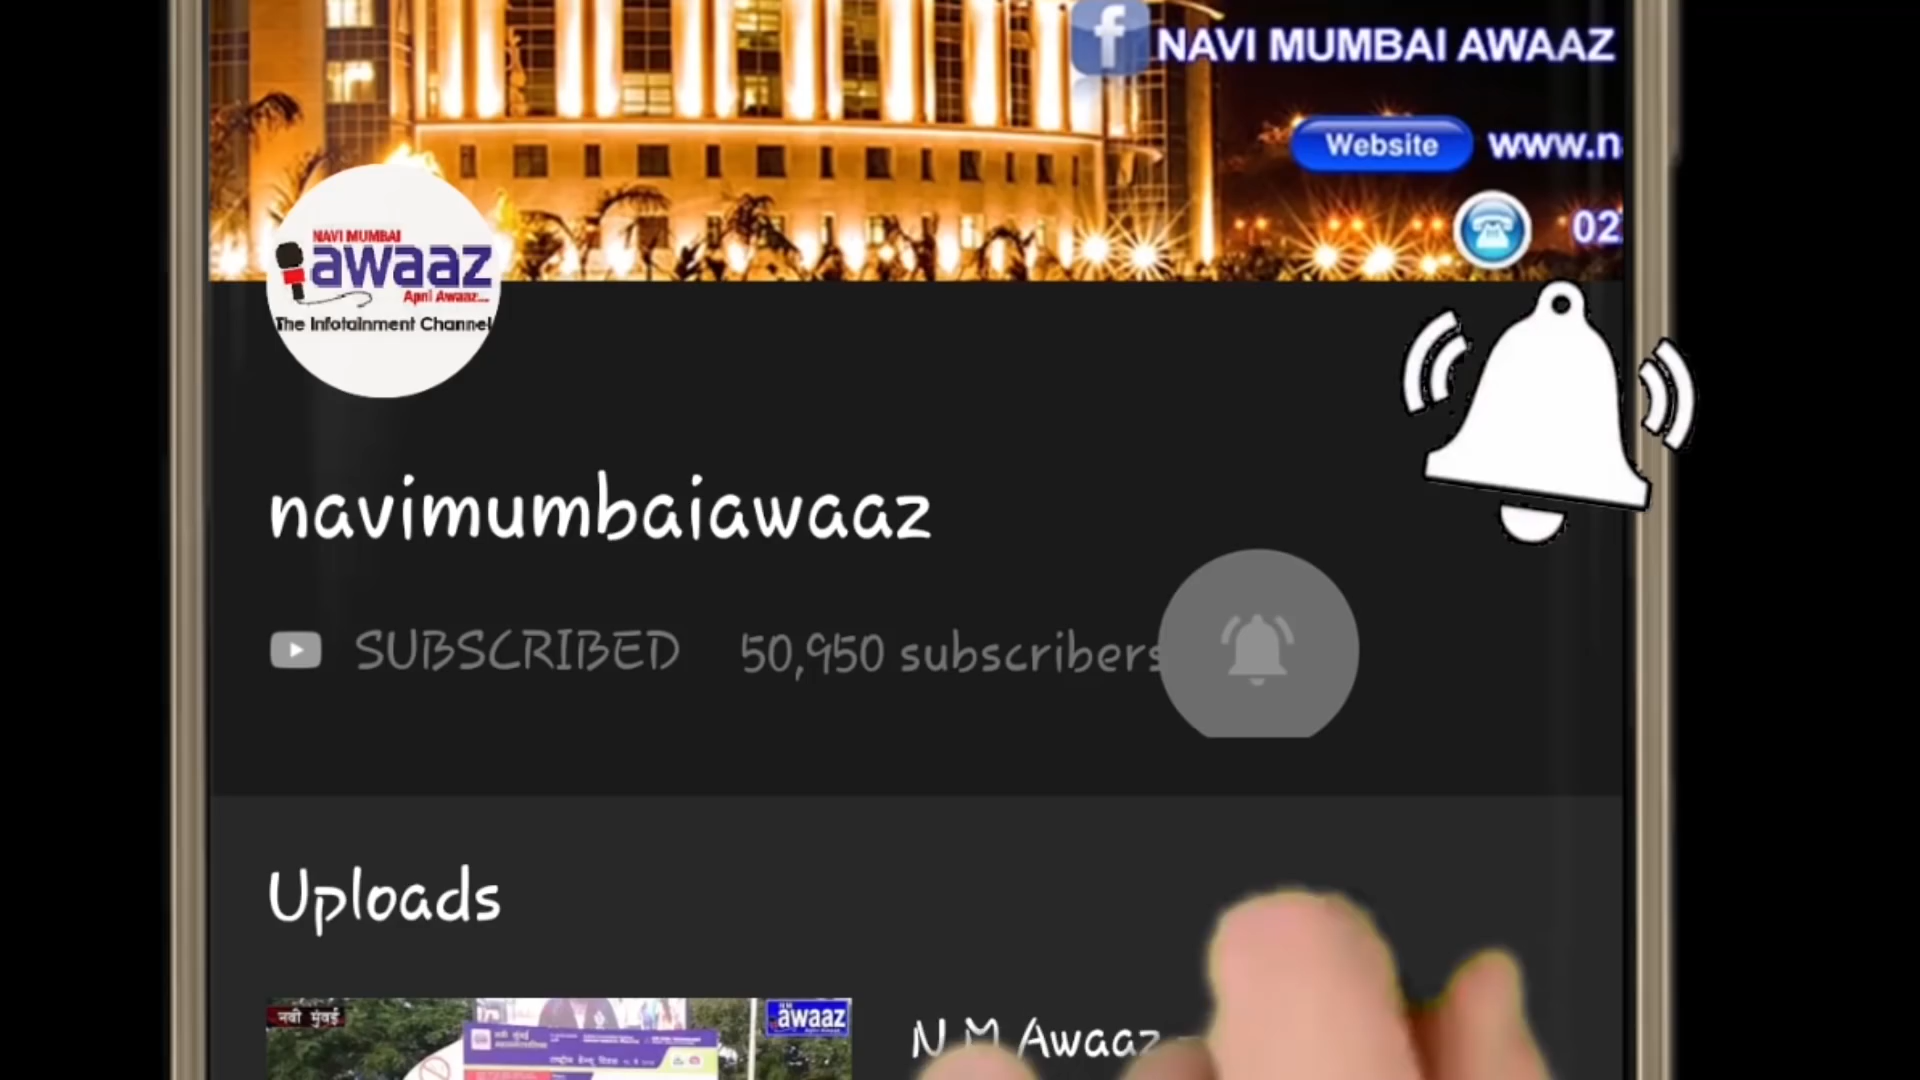 NAVI MUMBAI AWAAZ
Website www.n
02
NAVI MUMBAI
awaaz
Apni Awaaz...
The Infotainment Channel
navimumbaiawaaz
SUBSCRIBED 50,950 subscribers
Uploads
नवी मुंबई
awaaz
N M Awaaz